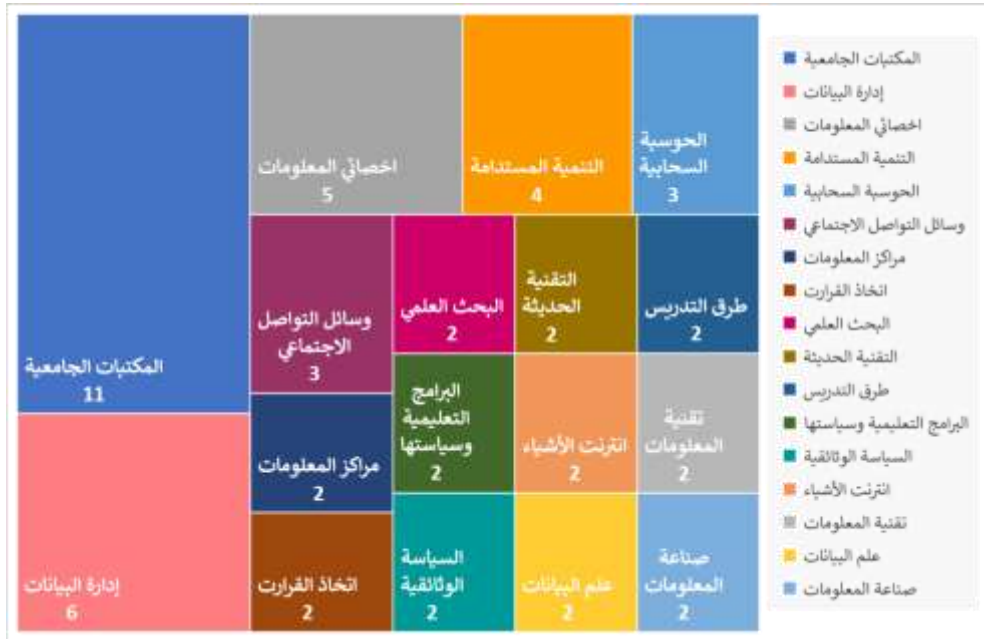 المكتبات الجامعية
11
إدارة البيانات
6
اخصائي المعلومات
5
التنمية المستدامة
4
الحوسبة
السحابية
3
وسائل التواصل
الاجتماعي
3
مراكز المعلومات
2
اتخاذ القرارت
2
البحث العلمي
2
التقنية
الحديثة
2
طرق التدريس
2
البرامج
التعليمية
وسياستها
2
انترنت الأشياء
2
تقنية
المعلومات
2
السياسة
الوثائقية
2
علم البيانات
2
صناعة
المعلومات
2
المكتبات الجامعية
إدارة البيانات
اخصائي المعلومات
التنمية المستدامة
الحوسبة السحابية
وسائل التواصل الاجتماعي
مراكز المعلومات
اتخاذ القرارت
البحث العلمي
التقنية الحديثة
طرق التدريس
البرامج التعليمية وسياستها
السياسة الوثائقية
انترنت الأشياء
تقنية المعلومات
علم البيانات
صناعة المعلومات